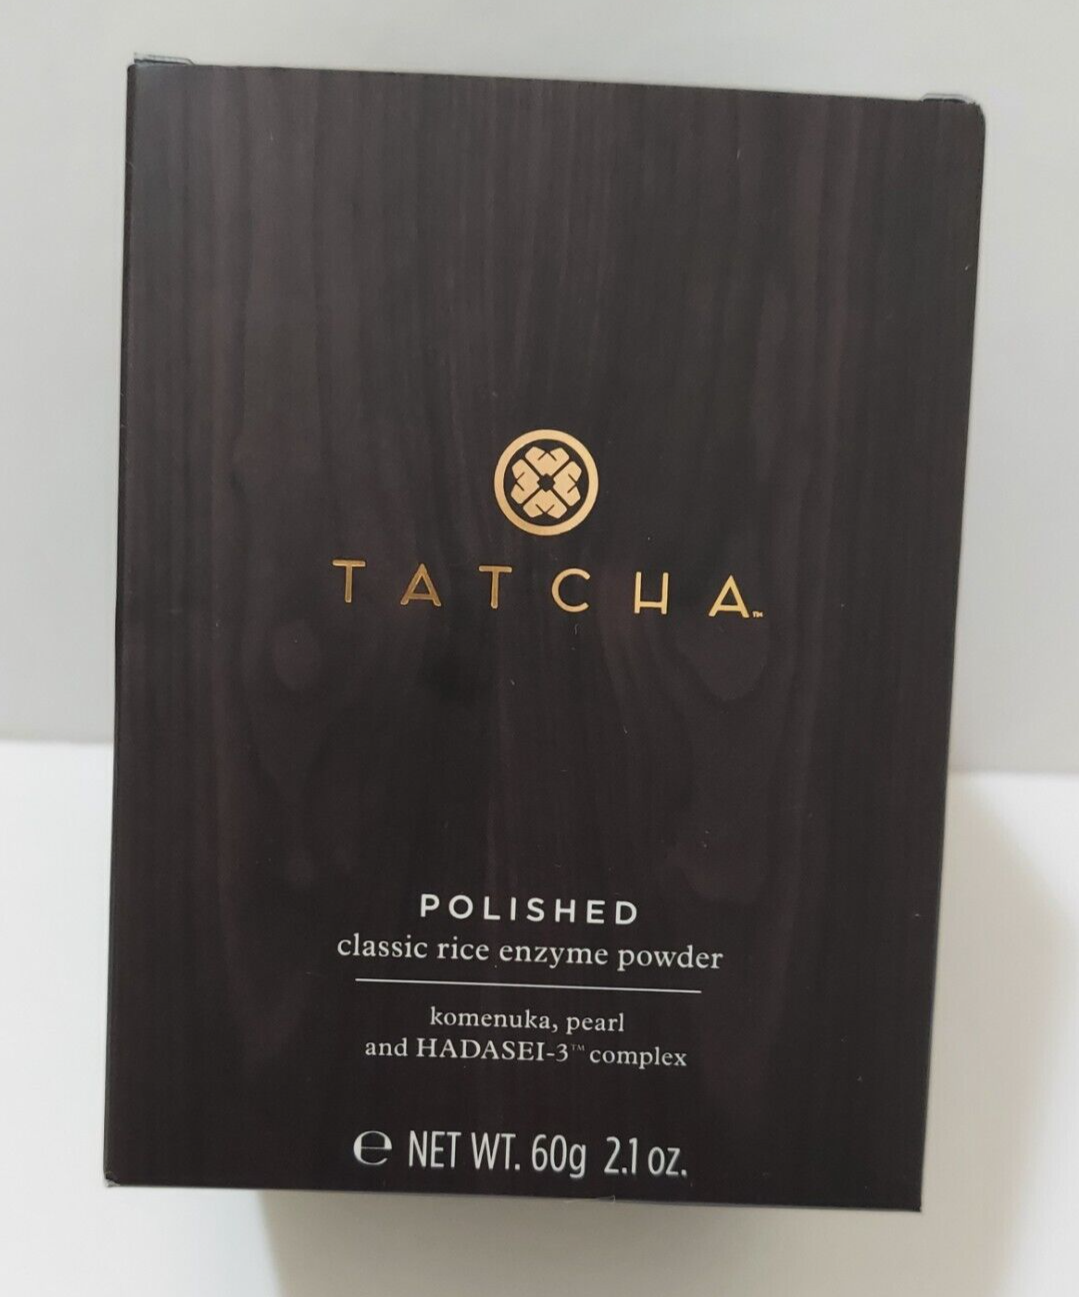 TATCHA™
POLISHED
classic rice enzyme powder
komenuka, pearl
and HADASEI-3™ complex
℮ NET WT. 60g 2.1 oz.